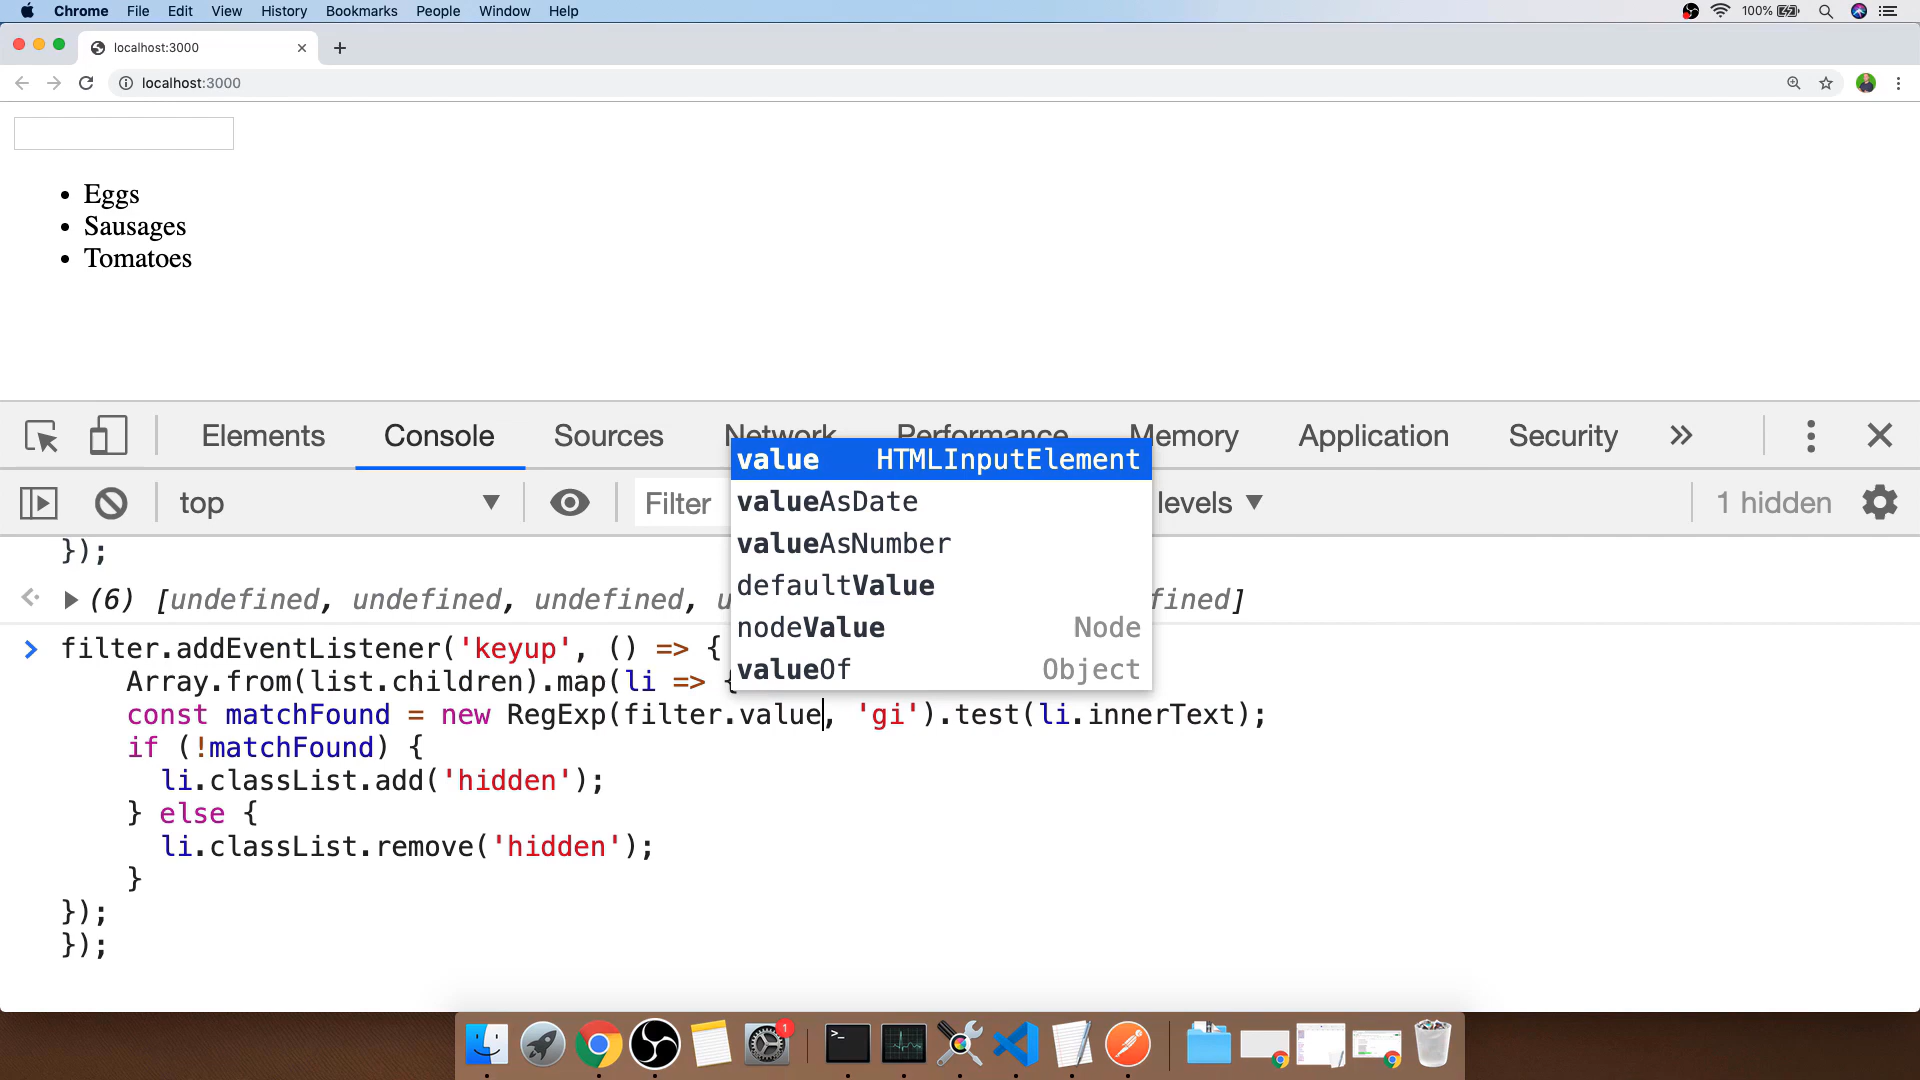 Chrome File Edit View History Bookmarks People Window Help 100%
localhost:3000
localhost:3000
Eggs
Sausages
Tomatoes
Elements Console Sources Network Performance Memory Application Security
top Filter levels 1 hidden
value HTMLInputElement
valueAsDate
valueAsNumber
defaultValue
nodeValue Node
valueOf Object
});
(6) [undefined, undefined, undefined, u fined]
filter.addEventListener('keyup', () => {
Array.from(list.children).map(li => {
const matchFound = new RegExp(filter.value, 'gi').test(li.innerText);
if (!matchFound) {
li.classList.add('hidden');
} else {
li.classList.remove('hidden');
}
});
});
1
>_